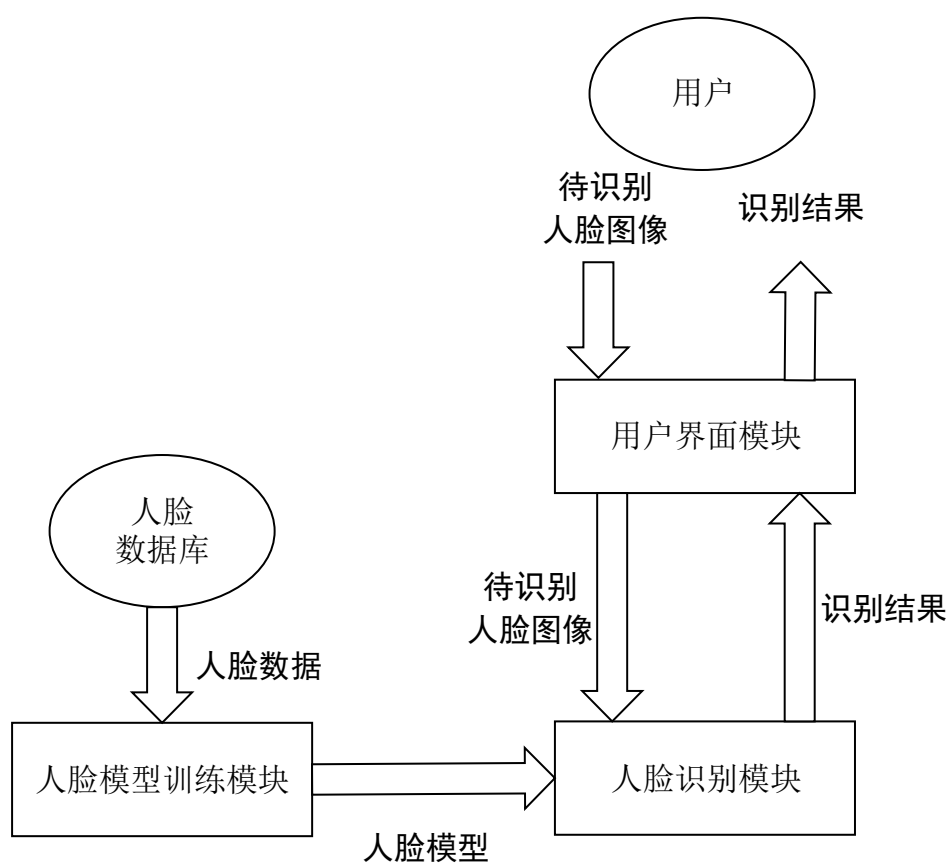 用户
待识别
人脸图像
识别结果
用户界面模块
人脸
数据库
待识别
人脸图像
识别结果
人脸数据
人脸模型训练模块
人脸识别模块
人脸模型